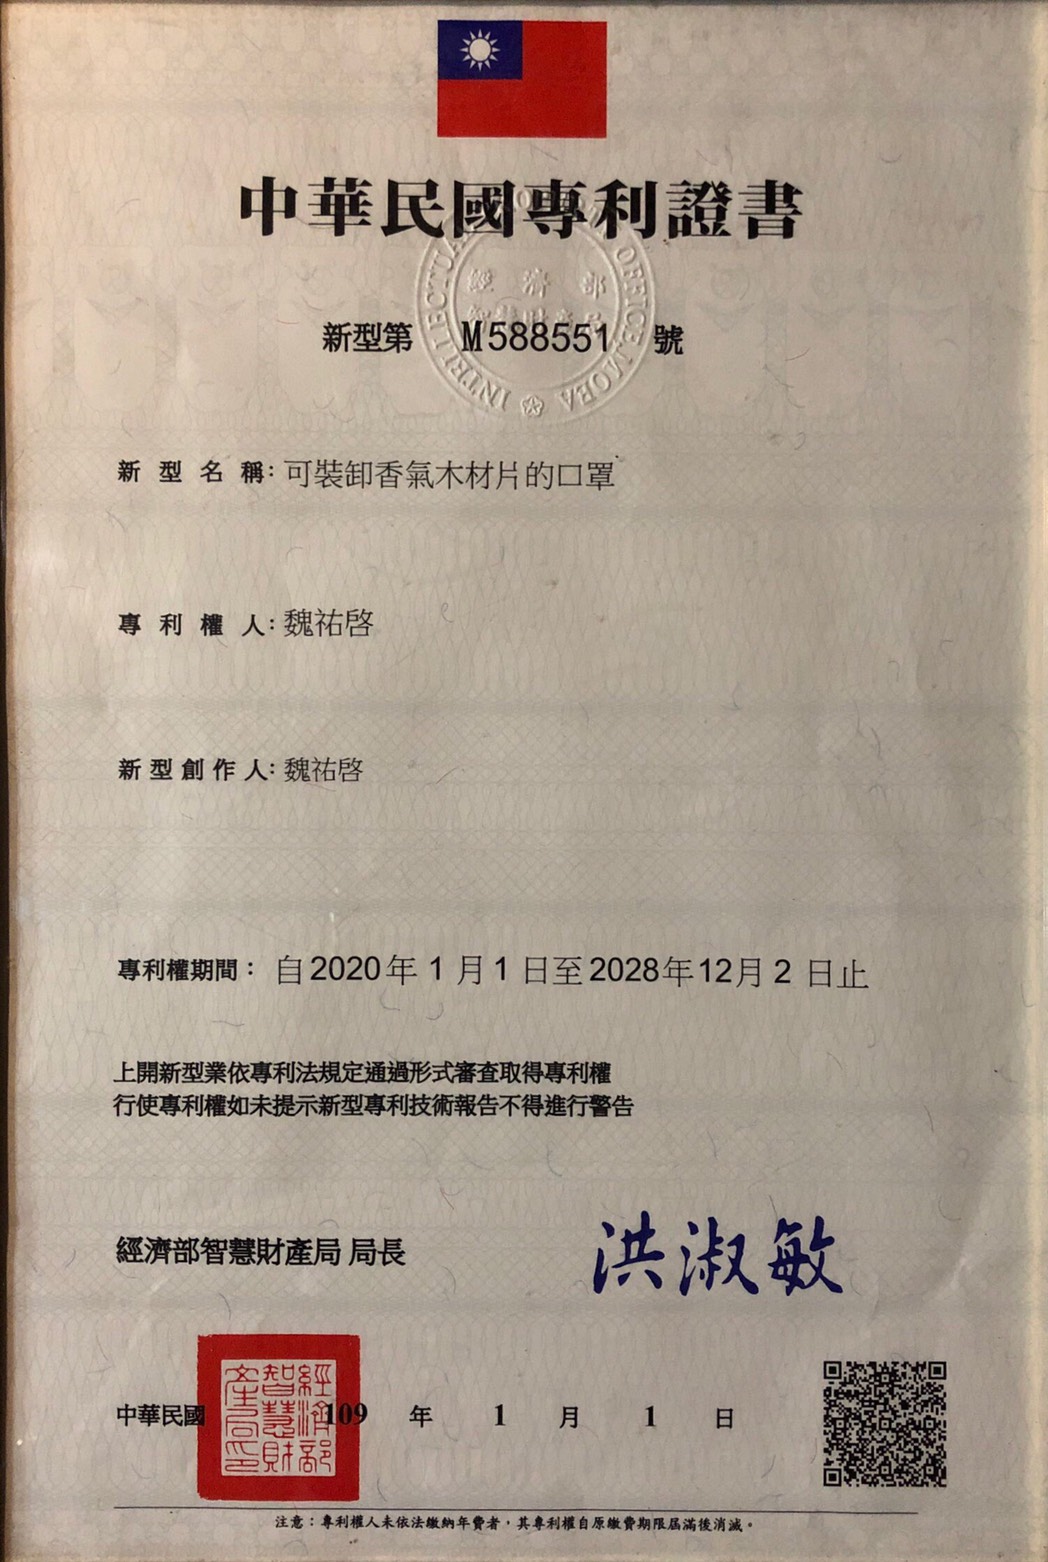 中華民國專利證書
新型第 M588551 號
新型名稱：可裝卸香氣木材片的口罩
專利權人：魏祐啓
新型創作人：魏祐啓
專利權期間： 自2020年1月1日至2028年12月2日止
上開新型業依專利法規定通過形式審查取得專利權
行使專利權如未提示新型專利技術報告不得進行警告
經濟部智慧財產局 局長 洪淑敏
經濟部智慧財產局印
中華民國 109 年 1 月 1 日
注意：專利權人未依法繳納年費者，其專利權自原繳費期限屆滿後消滅。